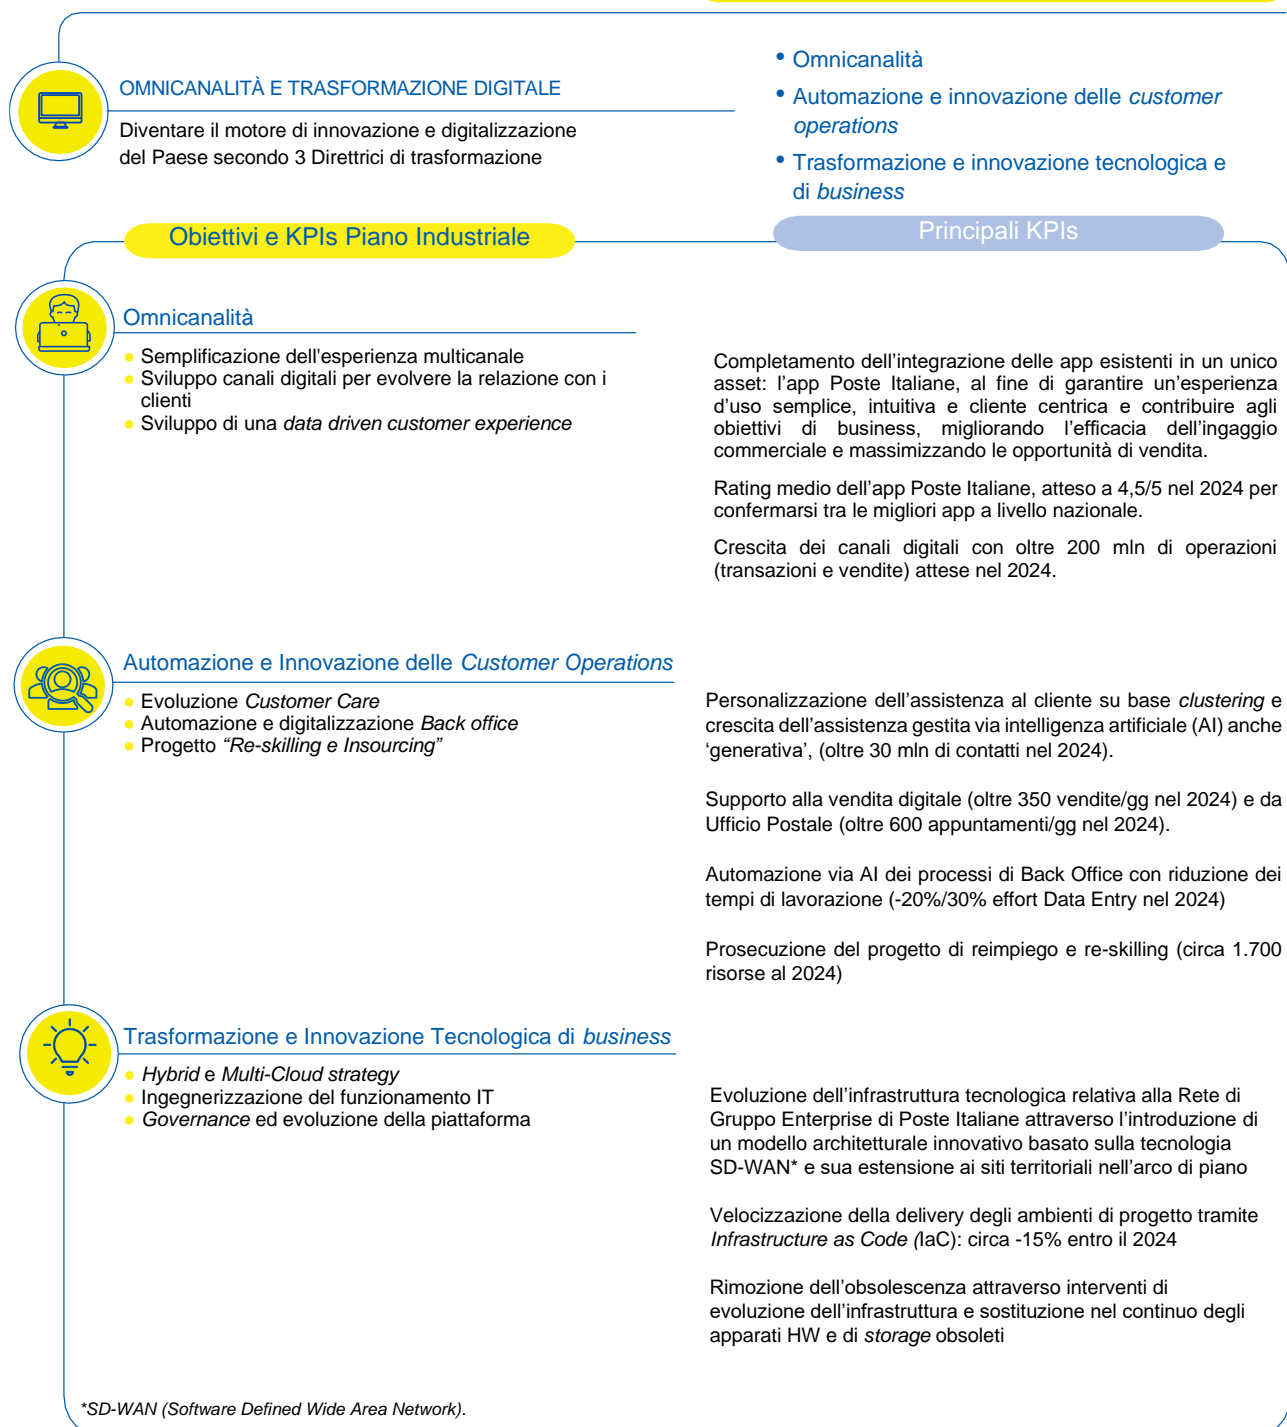 OMNICANALITÀ E TRASFORMAZIONE DIGITALE
Diventare il motore di innovazione e digitalizzazione
del Paese secondo 3 Direttrici di trasformazione
• Omnicanalità
• Automazione e innovazione delle customer
operations
• Trasformazione e innovazione tecnologica e
di business
Obiettivi e KPIs Piano Industriale
Principali KPIs
Omnicanalità
• Semplificazione dell'esperienza multicanale
• Sviluppo canali digitali per evolvere la relazione con i
clienti
• Sviluppo di una data driven customer experience
Completamento dell’integrazione delle app esistenti in un unico
asset: l’app Poste Italiane, al fine di garantire un’esperienza
d’uso semplice, intuitiva e cliente centrica e contribuire agli
obiettivi di business, migliorando l’efficacia dell’ingaggio
commerciale e massimizzando le opportunità di vendita.
Rating medio dell’app Poste Italiane, atteso a 4,5/5 nel 2024 per
confermarsi tra le migliori app a livello nazionale.
Crescita dei canali digitali con oltre 200 mln di operazioni
(transazioni e vendite) attese nel 2024.
Automazione e Innovazione delle Customer Operations
• Evoluzione Customer Care
• Automazione e digitalizzazione Back office
• Progetto “Re-skilling e Insourcing”
Personalizzazione dell’assistenza al cliente su base clustering e
crescita dell’assistenza gestita via intelligenza artificiale (AI) anche
‘generativa’, (oltre 30 mln di contatti nel 2024).
Supporto alla vendita digitale (oltre 350 vendite/gg nel 2024) e da
Ufficio Postale (oltre 600 appuntamenti/gg nel 2024).
Automazione via AI dei processi di Back Office con riduzione dei
tempi di lavorazione (-20%/30% effort Data Entry nel 2024)
Prosecuzione del progetto di reimpiego e re-skilling (circa 1.700
risorse al 2024)
Trasformazione e Innovazione Tecnologica di business
• Hybrid e Multi-Cloud strategy
• Ingegnerizzazione del funzionamento IT
• Governance ed evoluzione della piattaforma
Evoluzione dell’infrastruttura tecnologica relativa alla Rete di
Gruppo Enterprise di Poste Italiane attraverso l’introduzione di
un modello architetturale innovativo basato sulla tecnologia
SD-WAN* e sua estensione ai siti territoriali nell’arco di piano
Velocizzazione della delivery degli ambienti di progetto tramite
Infrastructure as Code (IaC): circa -15% entro il 2024
Rimozione dell’obsolescenza attraverso interventi di
evoluzione dell’infrastruttura e sostituzione nel continuo degli
apparati HW e di storage obsoleti
*SD-WAN (Software Defined Wide Area Network).